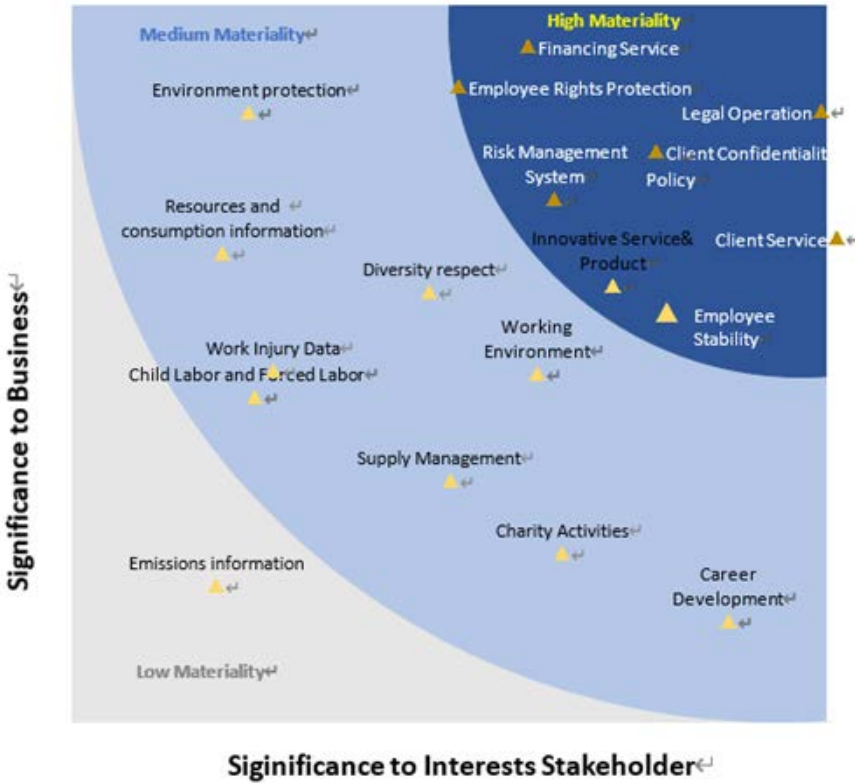 High Materiality
Medium Materiality
Financing Service
Environment protection
Employee Rights Protection
Legal Operation
Risk Management
System
Client Confidentialit
Policy
Resources and
consumption information
Innovative Service&
Product
Client Service
Diversity respect
Employee
Stability
Working
Environment
Work Injury Data
Child Labor and Forced Labor
Supply Management
Charity Activities
Emissions information
Career
Development
Low Materiality
Significance to Business
Siginificance to Interests Stakeholder